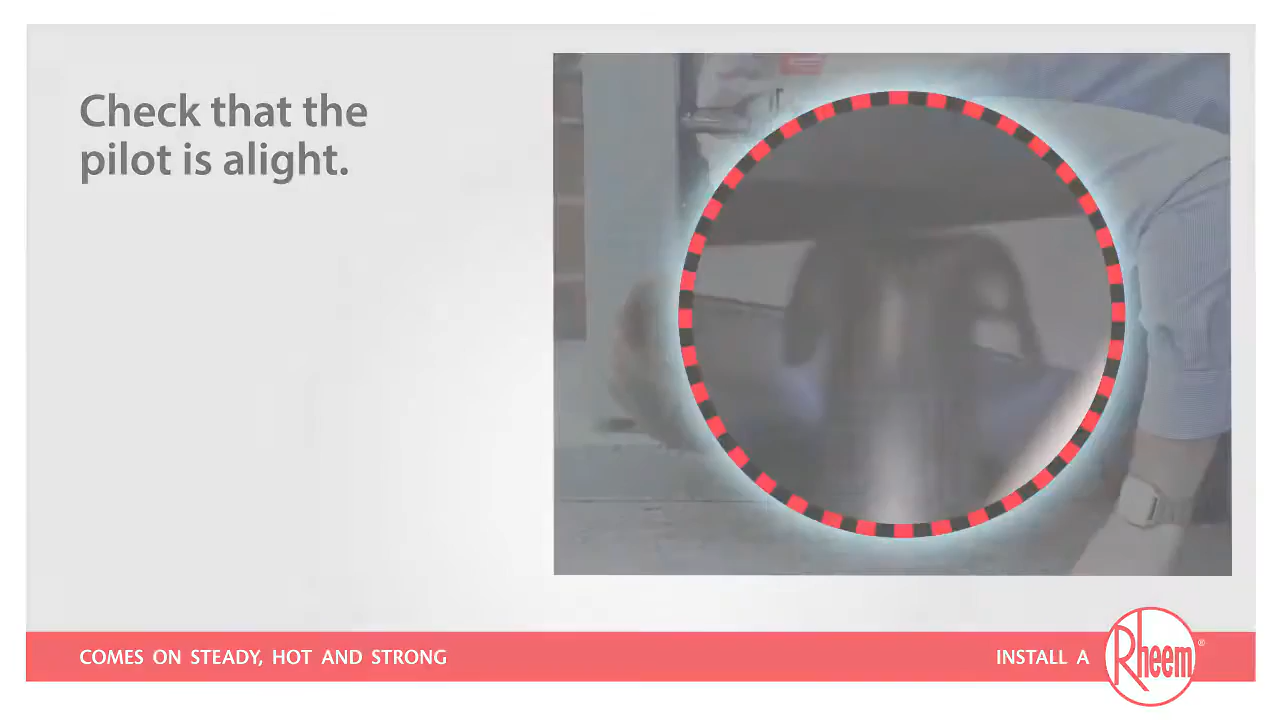 Check that the
pilot is alight.
COMES ON STEADY, HOT AND STRONG
INSTALL A
Rheem®